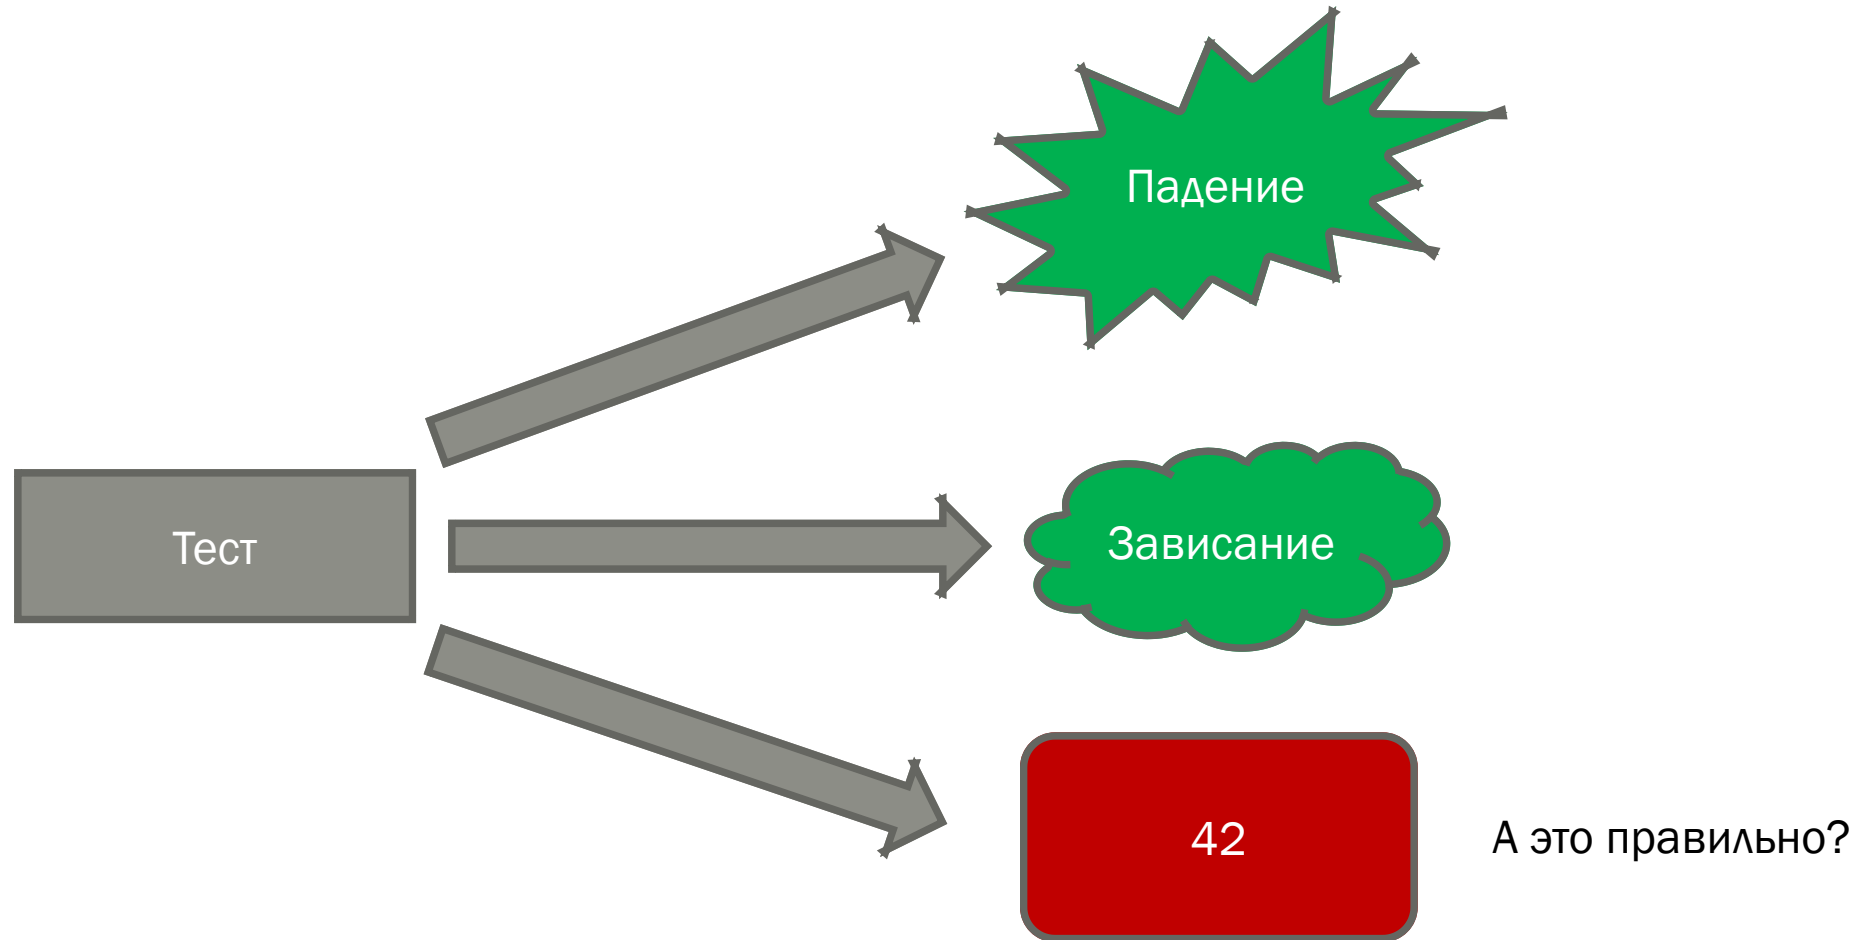 Падение
Тест
Зависание
42
А это правильно?